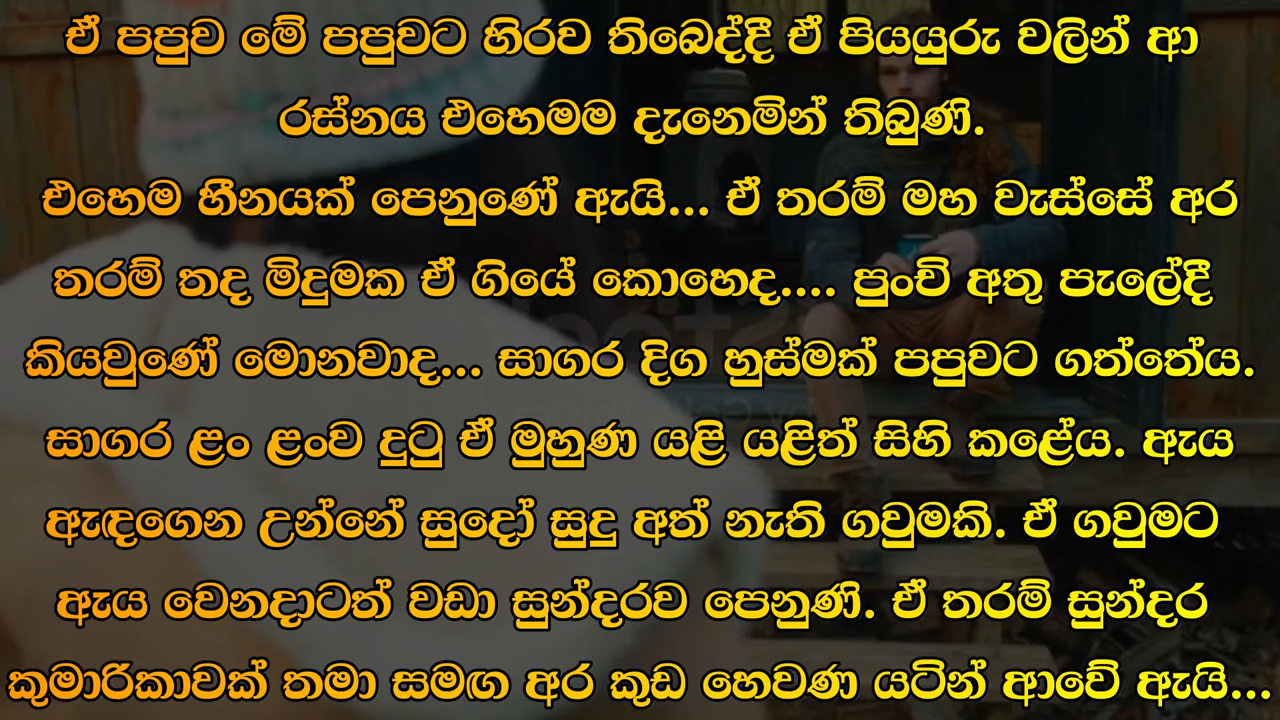 ඒ පපුව මේ පපුවට හිරව තිබෙද්දී ඒ පියයුරු වලින් ආ
රස්නය එහෙමම දැනෙමින් තිබුණි.
එහෙම හීනයක් පෙනුණේ ඇයි... ඒ තරම් මහ වැස්සේ අර
තරම් තද මිදුමක ඒ ගියේ කොහෙද.... පුංචි අතු පැලේදී
කියවුණේ මොනවාද... සාගර දිග හුස්මක් පපුවට ගත්තේය.
සාගර ළං ළංව දුටු ඒ මුහුණ යළි යළිත් සිහි කළේය. ඇය
ඇඳගෙන උන්නේ සුදෝ සුදු අත් නැති ගවුමකි. ඒ ගවුමට
ඇය වෙනදාටත් වඩා සුන්දරව පෙනුණි. ඒ තරම් සුන්දර
කුමාරිකාවක් තමා සමඟ අර කුඩ හෙවණ යටින් ආවේ ඇයි...